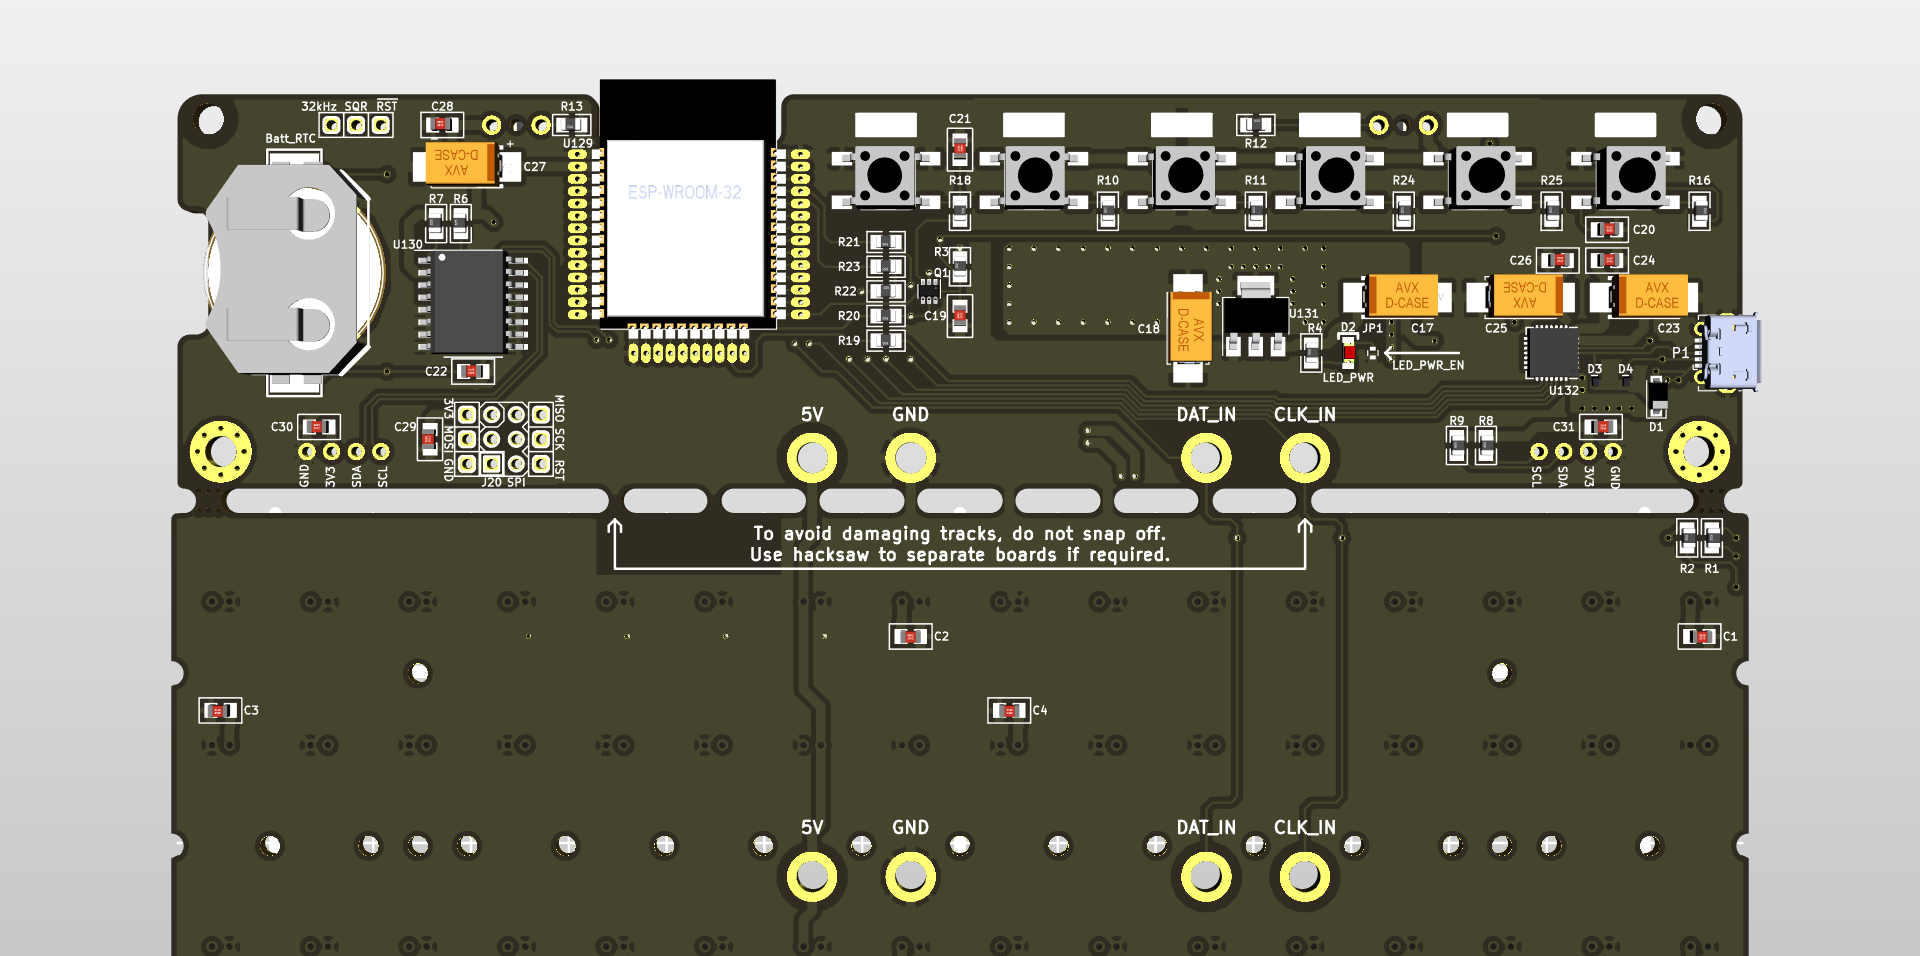 32kHz SQR RST
C28
R13
Batt_RTC
U129
+
AVX
D-CASE
C27
ESP-WROOM-32
R7 R6
U130
C21
R12
R18
R10
R11
R24
R25
R16
C20
C26
C24
R21
R23
R22
R20
R19
R3
Q1
C19
C18
AVX
D-CASE
U131
R4
D2
JP1
AVX
D-CASE
C17
AVX
D-CASE
C25
AVX
D-CASE
C23
P1
LED_PWR
LED_PWR_EN
U132
D3
D4
D1
C22
C30
C29
3V3
MOSI
GND
MISO
SCK
RST
J20 SPI
GND
3V3
SDA
SCL
5V
GND
DAT_IN
CLK_IN
R9
R8
C31
SCL
SDA
3V3
GND
To avoid damaging tracks, do not snap off.
Use hacksaw to separate boards if required.
R2
R1
C2
C1
C3
C4
5V
GND
DAT_IN
CLK_IN